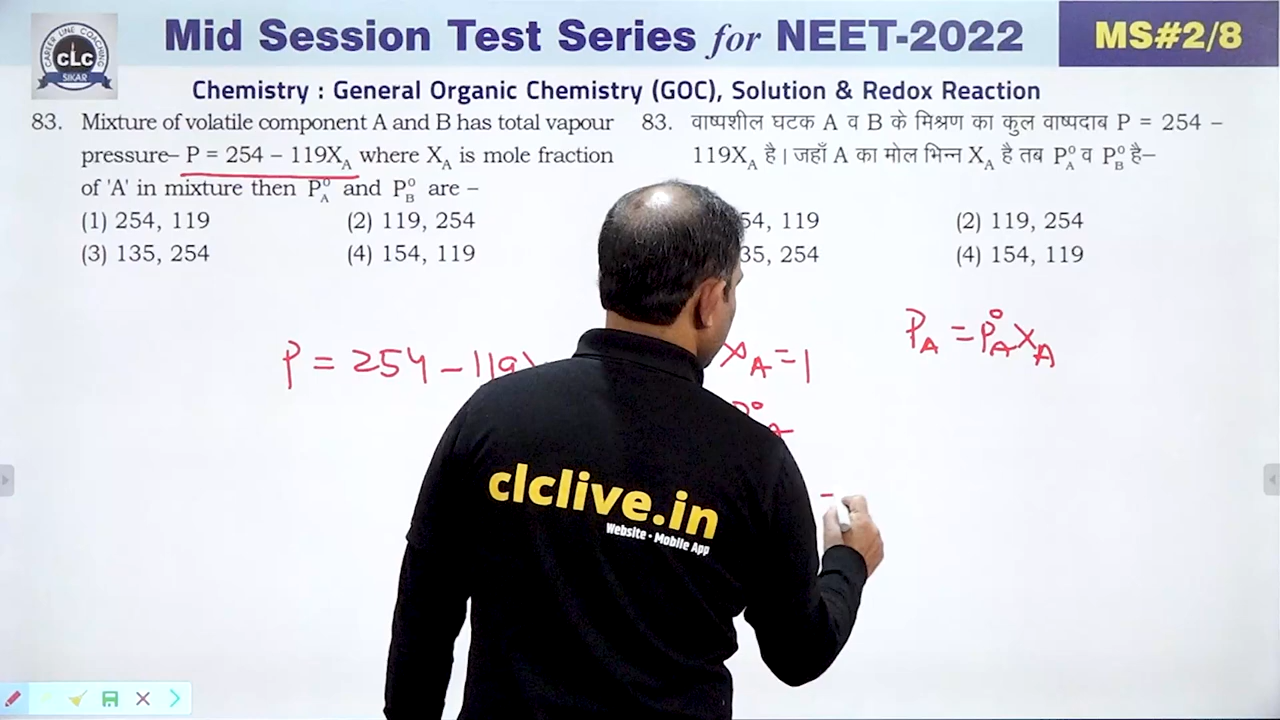 CAREER LINE COACHING
CLC
SIKAR
Mid Session Test Series for NEET-2022
MS#2/8
Chemistry : General Organic Chemistry (GOC), Solution & Redox Reaction
83. Mixture of volatile component A and B has total vapour
pressure– P = 254 – 119X_A where X_A is mole fraction
of 'A' in mixture then P°_A and P°_B are –
(1) 254, 119 (2) 119, 254
(3) 135, 254 (4) 154, 119
83. वाष्पशील घटक A व B के मिश्रण का कुल वाष्पदाब P = 254 –
119X_A है। जहाँ A का मोल भिन्न X_A है तब P°_A व P°_B है–
54, 119 (2) 119, 254
35, 254 (4) 154, 119
P_A = P°_A X_A
P = 254 – 119
X_A = 1
clclive.in
Website • Mobile App